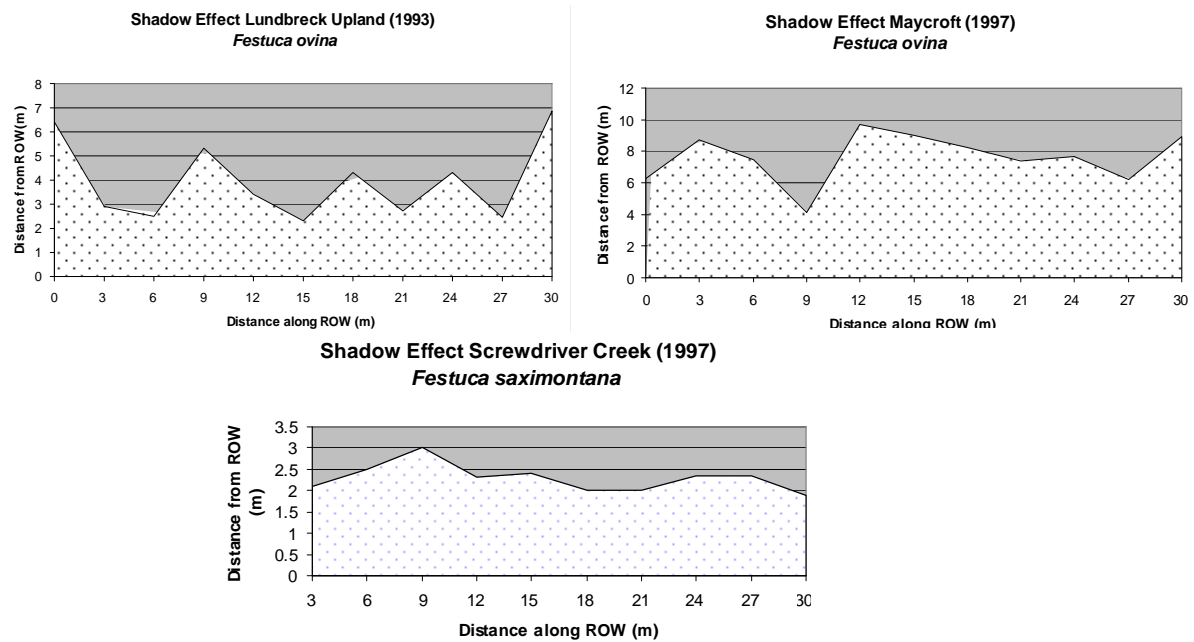 Shadow Effect Lundbreck Upland (1993)
Festuca ovina
Distance from ROW(m)
8
7
6
5
4
3
2
1
0
0 3 6 9 12 15 18 21 24 27 30
Distance along ROW (m)
Shadow Effect Maycroft (1997)
Festuca ovina
Distance from ROW (m)
12
10
8
6
4
2
0
0 3 6 9 12 15 18 21 24 27 30
Distance along ROW (m)
Shadow Effect Screwdriver Creek (1997)
Festuca saximontana
Distance from ROW
(m)
3.5
3
2.5
2
1.5
1
0.5
0
3 6 9 12 15 18 21 24 27 30
Distance along ROW (m)